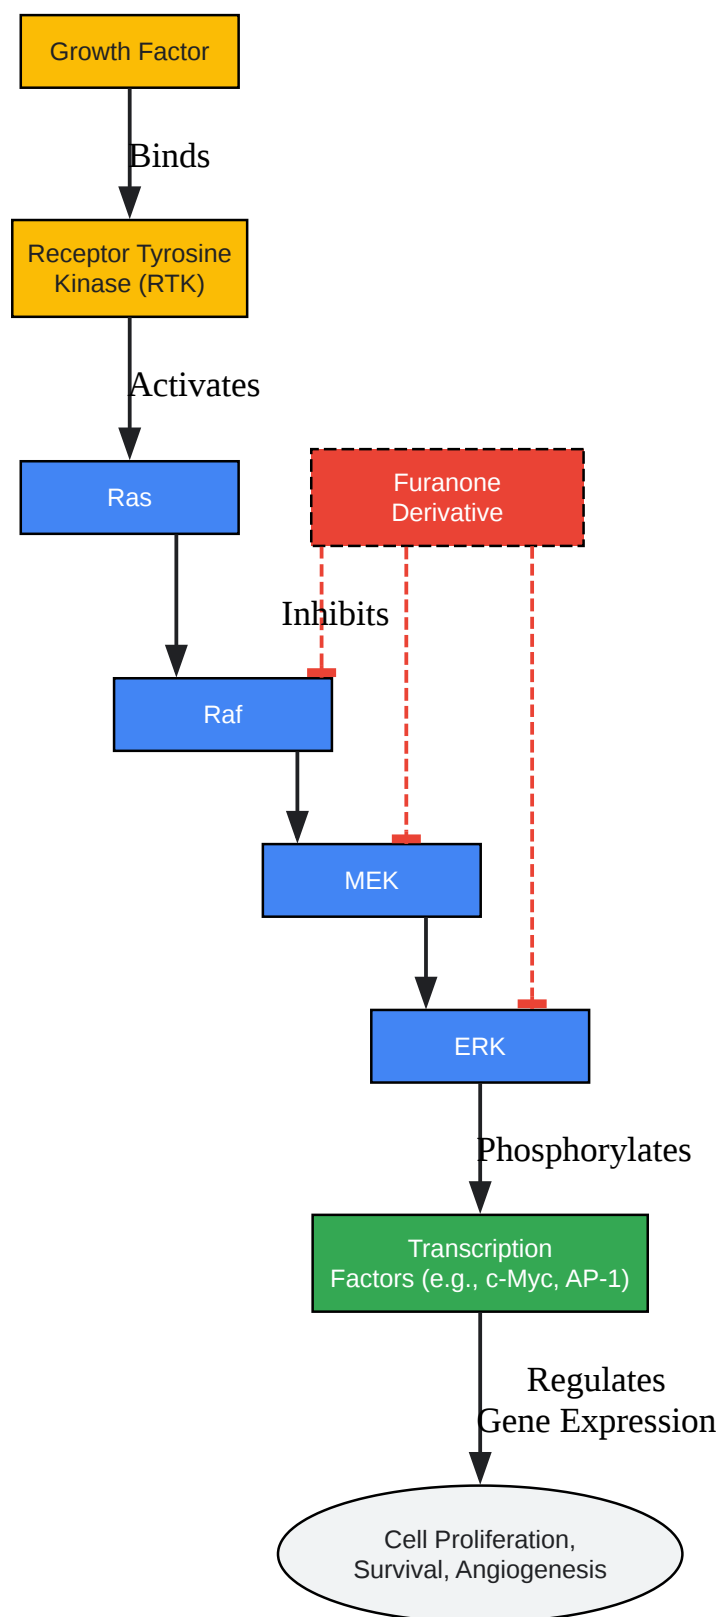 Growth Factor
Binds
Receptor Tyrosine
Kinase (RTK)
Activates
Ras
Furanone
Derivative
Inhibits
Raf
MEK
ERK
Phosphorylates
Transcription
Factors (e.g., c-Myc, AP-1)
Regulates
Gene Expression
Cell Proliferation,
Survival, Angiogenesis